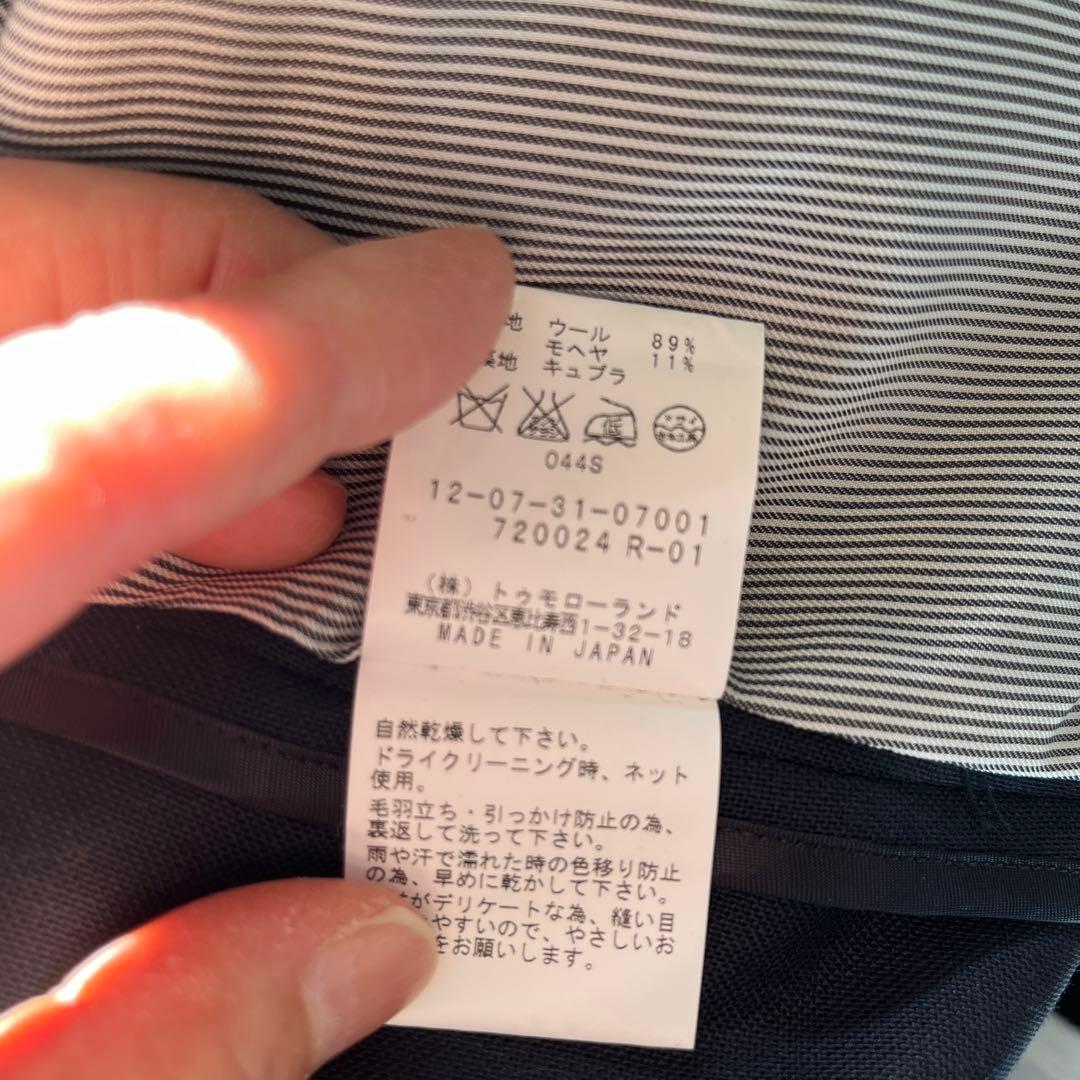 地 ウール 89%
モヘヤ 11%
裏地 キュプラ
低
ドライ
044S
12-07-31-07001
720024 R-01
(株) トゥモローランド
東京都渋谷区恵比寿西1-32-18
MADE IN JAPAN
自然乾燥して下さい。
ドライクリーニング時、ネット
使用。
毛羽立ち・引っかけ防止の為、
裏返して洗って下さい。
雨や汗で濡れた時の色移り防止
の為、早めに乾かして下さい。
がデリケートな為、縫い目
やすいので、やさしいお
をお願いします。